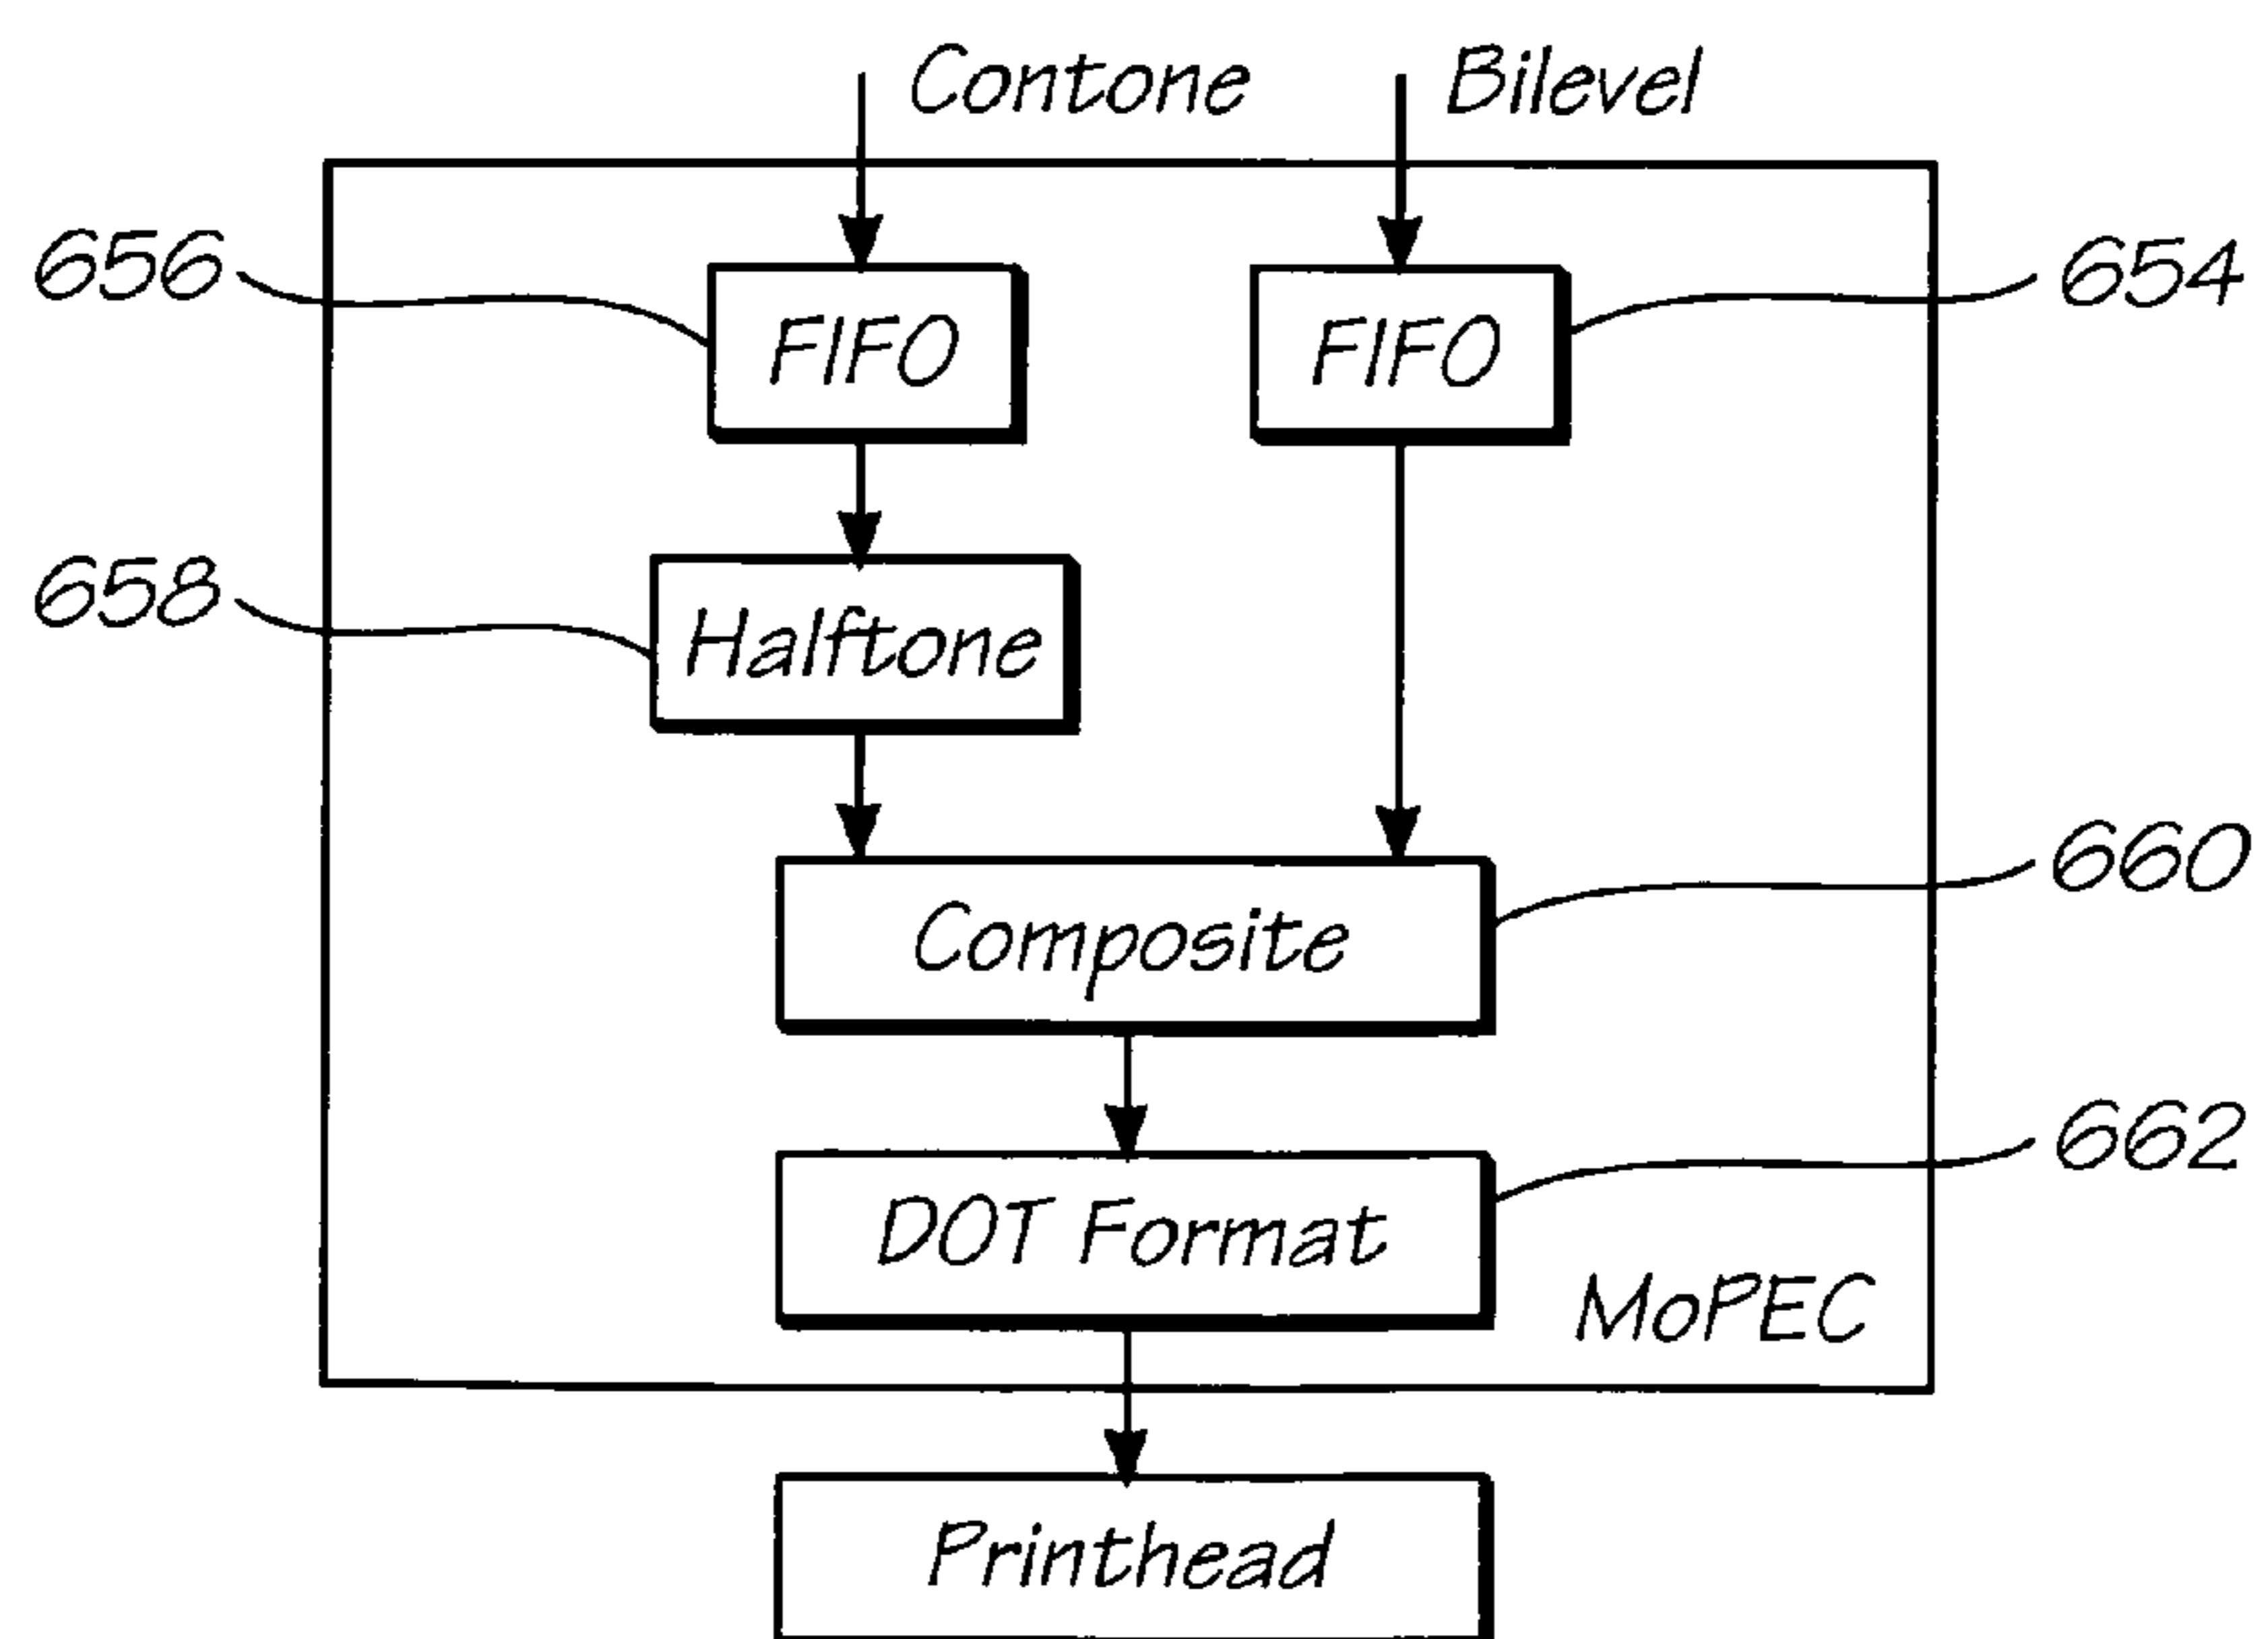 Contone
Bilevel
656
FIFO
FIFO
654
658
Halftone
660
Composite
662
DOT Format
MoPEC
Printhead